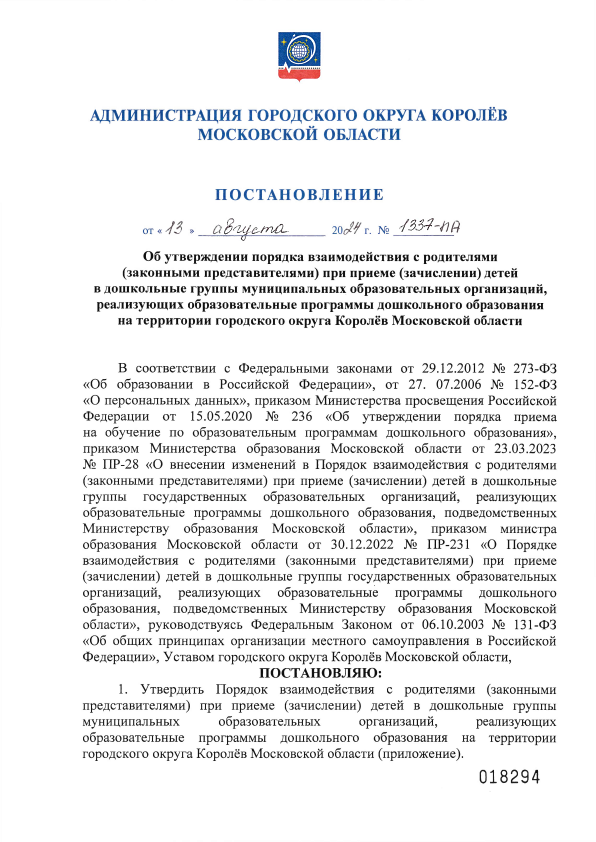 АДМИНИСТРАЦИЯ ГОРОДСКОГО ОКРУГА КОРОЛЁВ
МОСКОВСКОЙ ОБЛАСТИ
ПОСТАНОВЛЕНИЕ
от « 13 » августа 2024 г. № 1337-ПА
Об утверждении порядка взаимодействия с родителями
(законными представителями) при приеме (зачислении) детей
в дошкольные группы муниципальных образовательных организаций,
реализующих образовательные программы дошкольного образования
на территории городского округа Королёв Московской области
В соответствии с Федеральными законами от 29.12.2012 № 273-ФЗ
«Об образовании в Российской Федерации», от 27. 07.2006 № 152-ФЗ
«О персональных данных», приказом Министерства просвещения Российской
Федерации от 15.05.2020 № 236 «Об утверждении порядка приема
на обучение по образовательным программам дошкольного образования»,
приказом Министерства образования Московской области от 23.03.2023
№ ПР-28 «О внесении изменений в Порядок взаимодействия с родителями
(законными представителями) при приеме (зачислении) детей в дошкольные
группы государственных образовательных организаций, реализующих
образовательные программы дошкольного образования, подведомственных
Министерству образования Московской области», приказом министра
образования Московской области от 30.12.2022 № ПР-231 «О Порядке
взаимодействия с родителями (законными представителями) при приеме
(зачислении) детей в дошкольные группы государственных образовательных
организаций, реализующих образовательные программы дошкольного
образования, подведомственных Министерству образования Московской
области», руководствуясь Федеральным Законом от 06.10.2003 № 131-ФЗ
«Об общих принципах организации местного самоуправления в Российской
Федерации», Уставом городского округа Королёв Московской области,
ПОСТАНОВЛЯЮ:
1. Утвердить Порядок взаимодействия с родителями (законными
представителями) при приеме (зачислении) детей в дошкольные группы
муниципальных образовательных организаций, реализующих
образовательные программы дошкольного образования на территории
городского округа Королёв Московской области (приложение).
018294